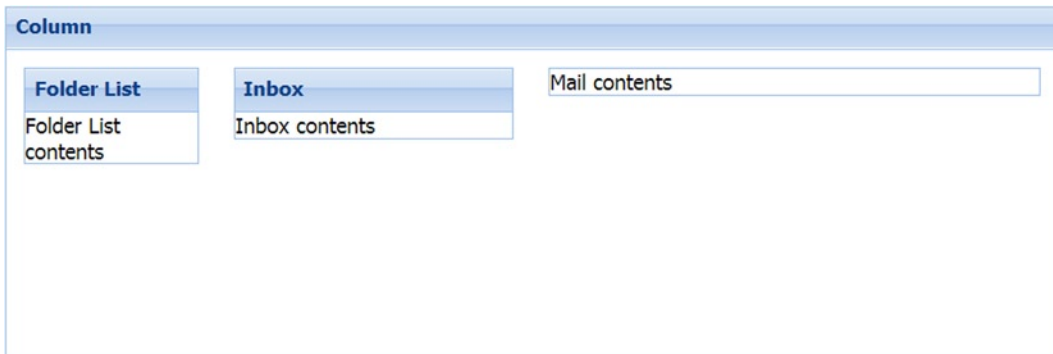 Column
Folder List
Folder List
contents
Inbox
Inbox contents
Mail contents